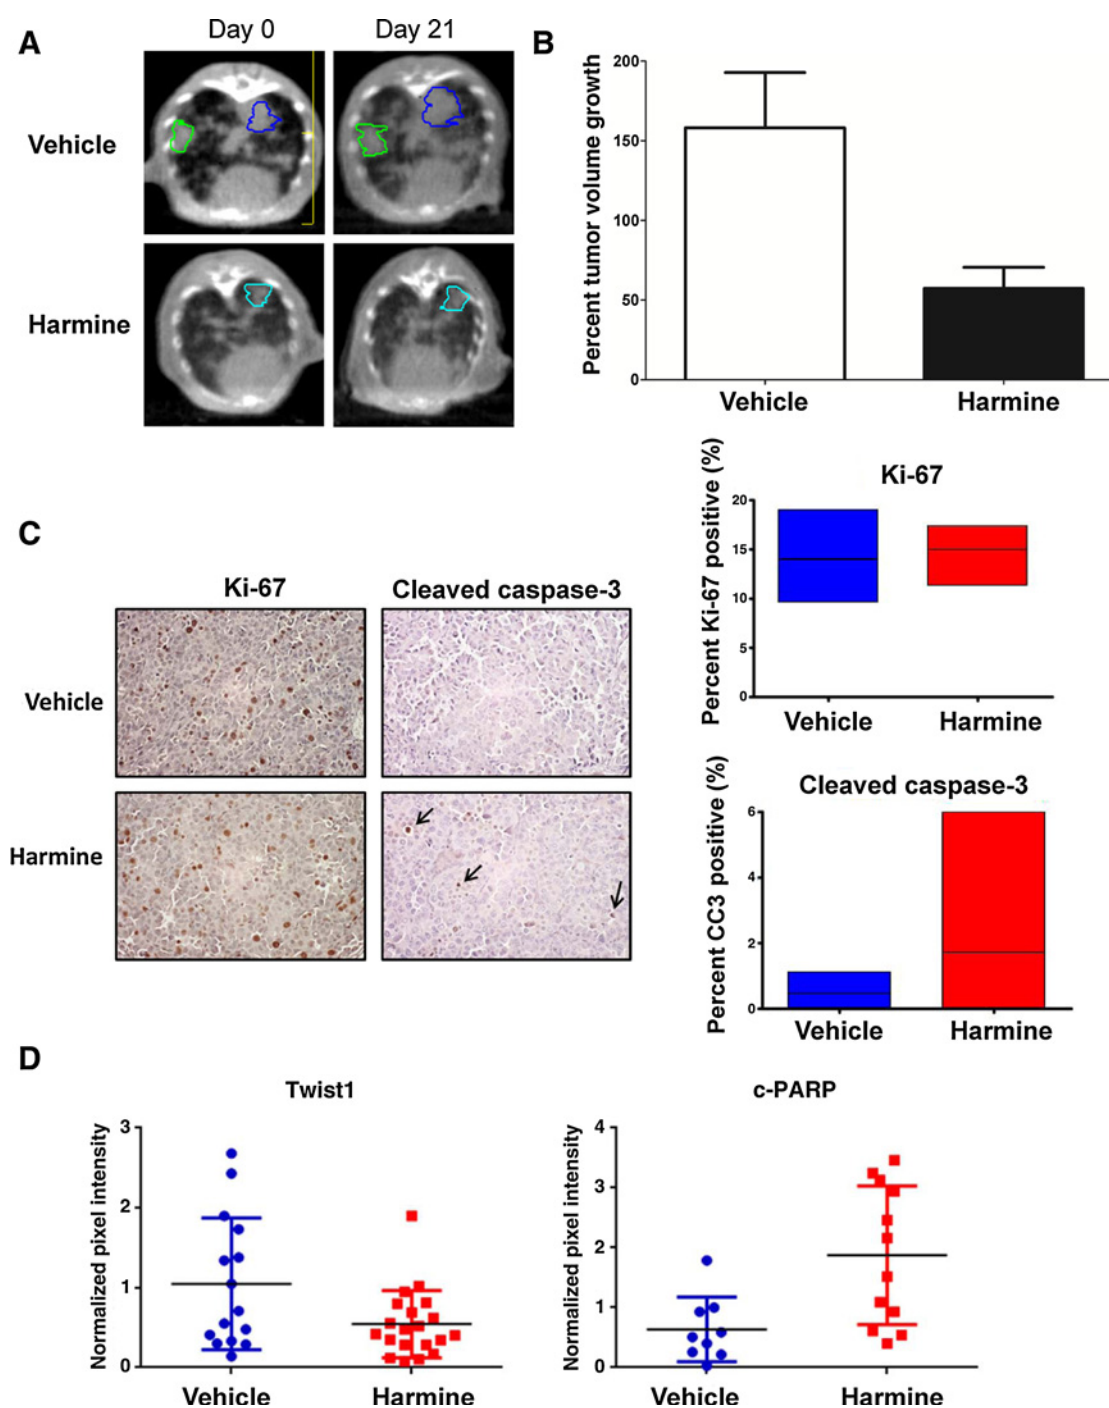 A
Day 0
Day 21
Vehicle
Harmine
B
Percent tumor volume growth
200
150
100
50
0
Vehicle
Harmine
C
Ki-67
Cleaved caspase-3
Vehicle
Harmine
Ki-67
Percent Ki-67 positive (%)
20
15
10
5
0
Vehicle
Harmine
Cleaved caspase-3
Percent CC3 positive (%)
6
4
2
0
Vehicle
Harmine
D
Twist1
Normalized pixel intensity
3
2
1
0
Vehicle
Harmine
c-PARP
Normalized pixel intensity
4
3
2
1
0
Vehicle
Harmine